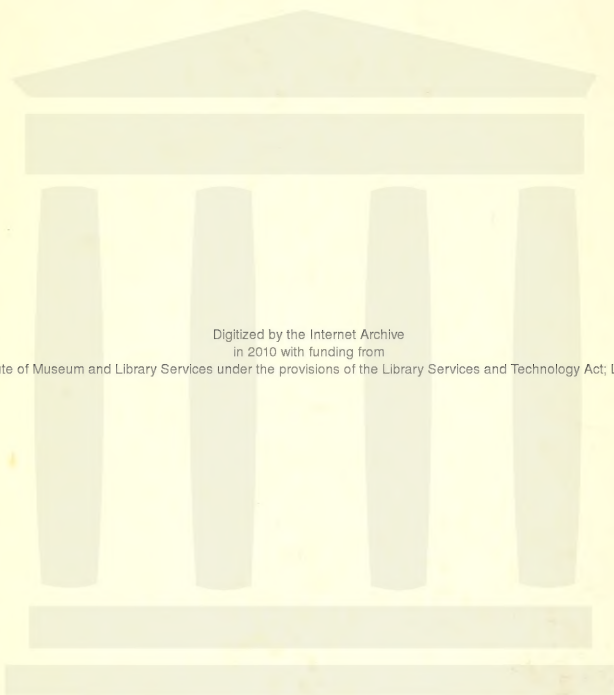 Digitized by the Internet Archive
in 2010 with funding from
of Museum and Library Services under the provisions of the Library Services and Technology Act;